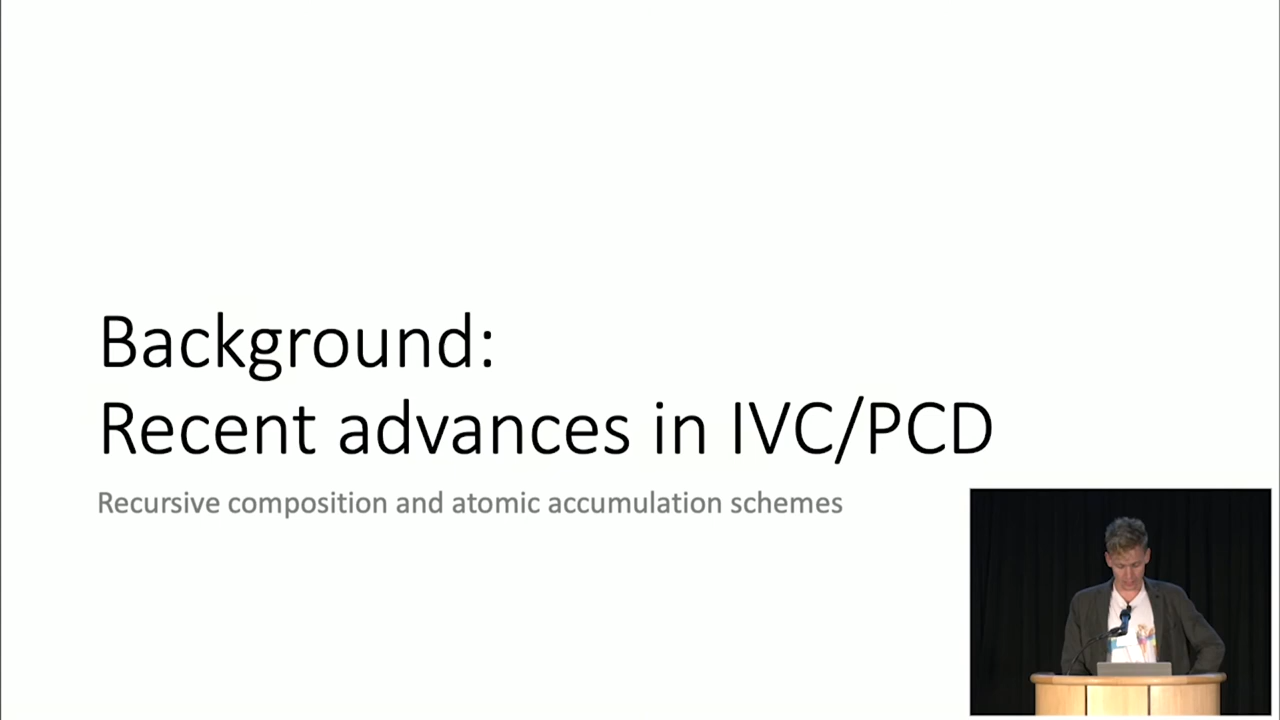 Background:
Recent advances in IVC/PCD
Recursive composition and atomic accumulation schemes